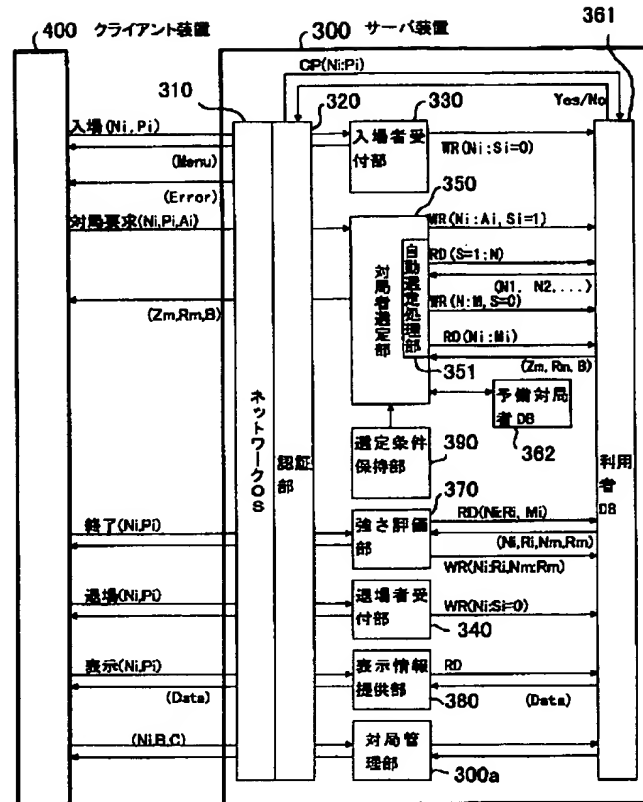 400 クライアント装置
300 サーバ装置
361
CP(Ni:Pi)
310
320
330
Yes/No
入場(Ni,Pi)
入場者受付部
WR(Ni:Si=0)
(Menu)
(Error)
350
対局要求(Ni,Pi,Ai)
WR(Ni:Ai,Si=1)
対局者選定部
自動選定処理部
RD(S=1:N)
(N1, N2,....)
WR(N:M,S=0)
(Zm,Rm,B)
RD(Ni:Mi)
351
(Zm,Rm,B)
予備対局者DB
362
ネットワークOS
認証部
選定条件保持部
390
利用者DB
370
終了(Ni,Pi)
強さ評価部
RD(Ni:Ri, Mi)
(Ni,Ri,Nm,Rm)
WR(Ni:Ri,Nm:Rm)
退場(Ni,Pi)
退場者受付部
WR(Ni:Si=0)
340
表示(Ni,Pi)
表示情報提供部
RD
(Data)
380
(Data)
(Ni,B,C)
対局管理部
300a